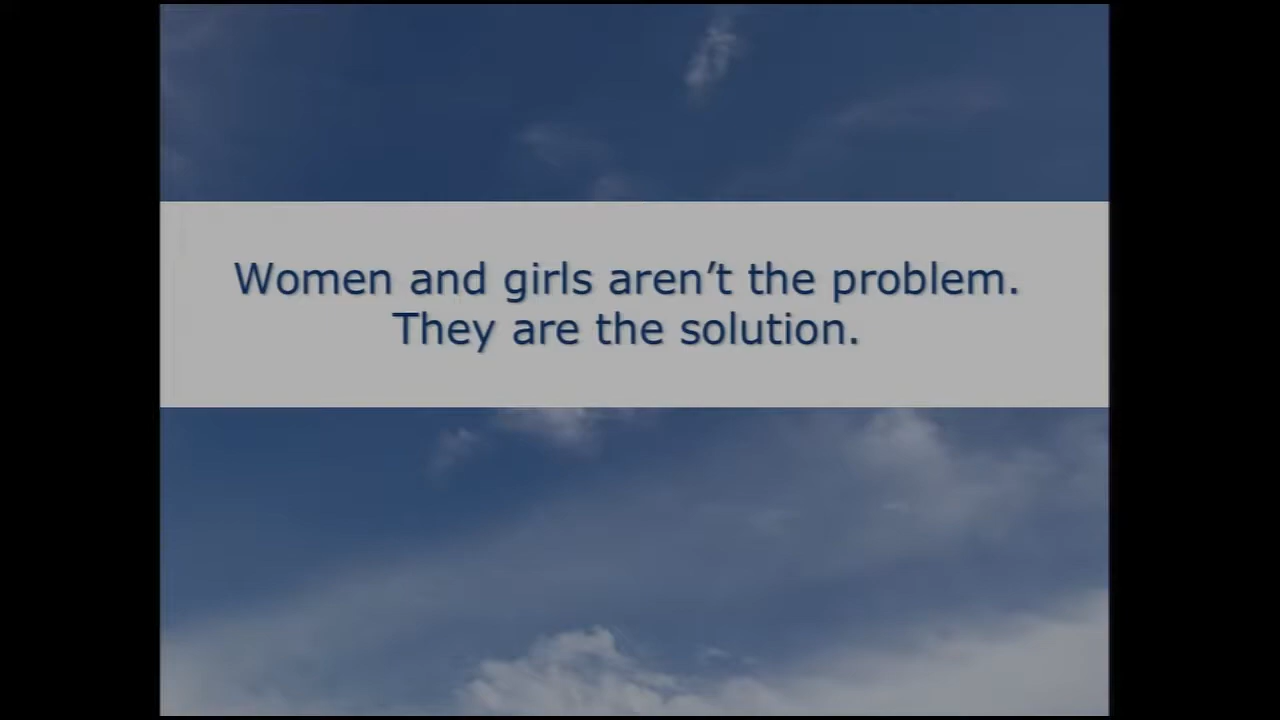 Women and girls aren’t the problem.
They are the solution.